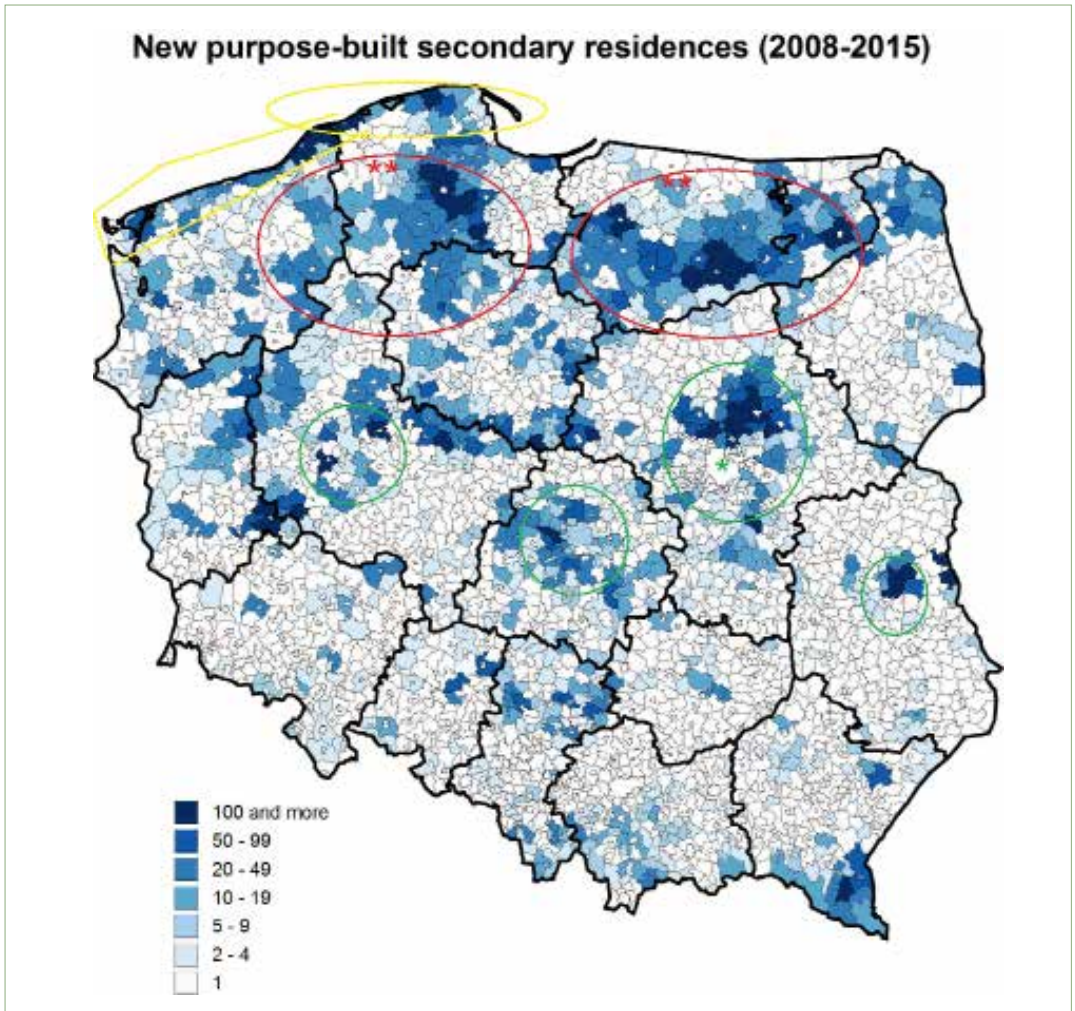 New purpose-built secondary residences (2008-2015)
**
**
*
100 and more
50 - 99
20 - 49
10 - 19
5 - 9
2 - 4
1